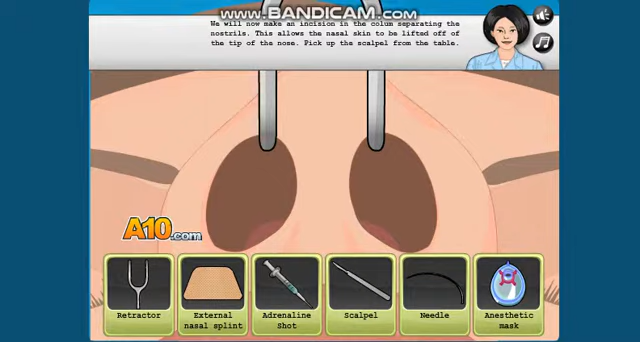 WWW.BANDICAM.COM
We will now make an incision in the colum separating the
nostrils. This allows the nasal skin to be lifted off of
the tip of the nose. Pick up the scalpel from the table.
A10.com
Retractor
External
nasal splint
Adrenaline
Shot
Scalpel
Needle
Anesthetic
mask